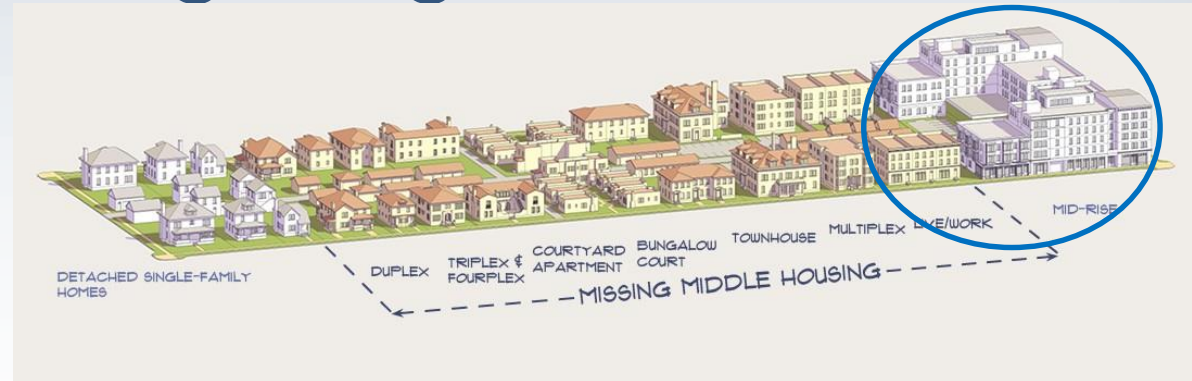 DETACHED SINGLE-FAMILY
HOMES
DUPLEX
TRIPLEX &
FOURPLEX
COURTYARD
APARTMENT
BUNGALOW
COURT
TOWNHOUSE
MULTIPLEX
LIVE/WORK
MID-RISE
MISSING MIDDLE HOUSING